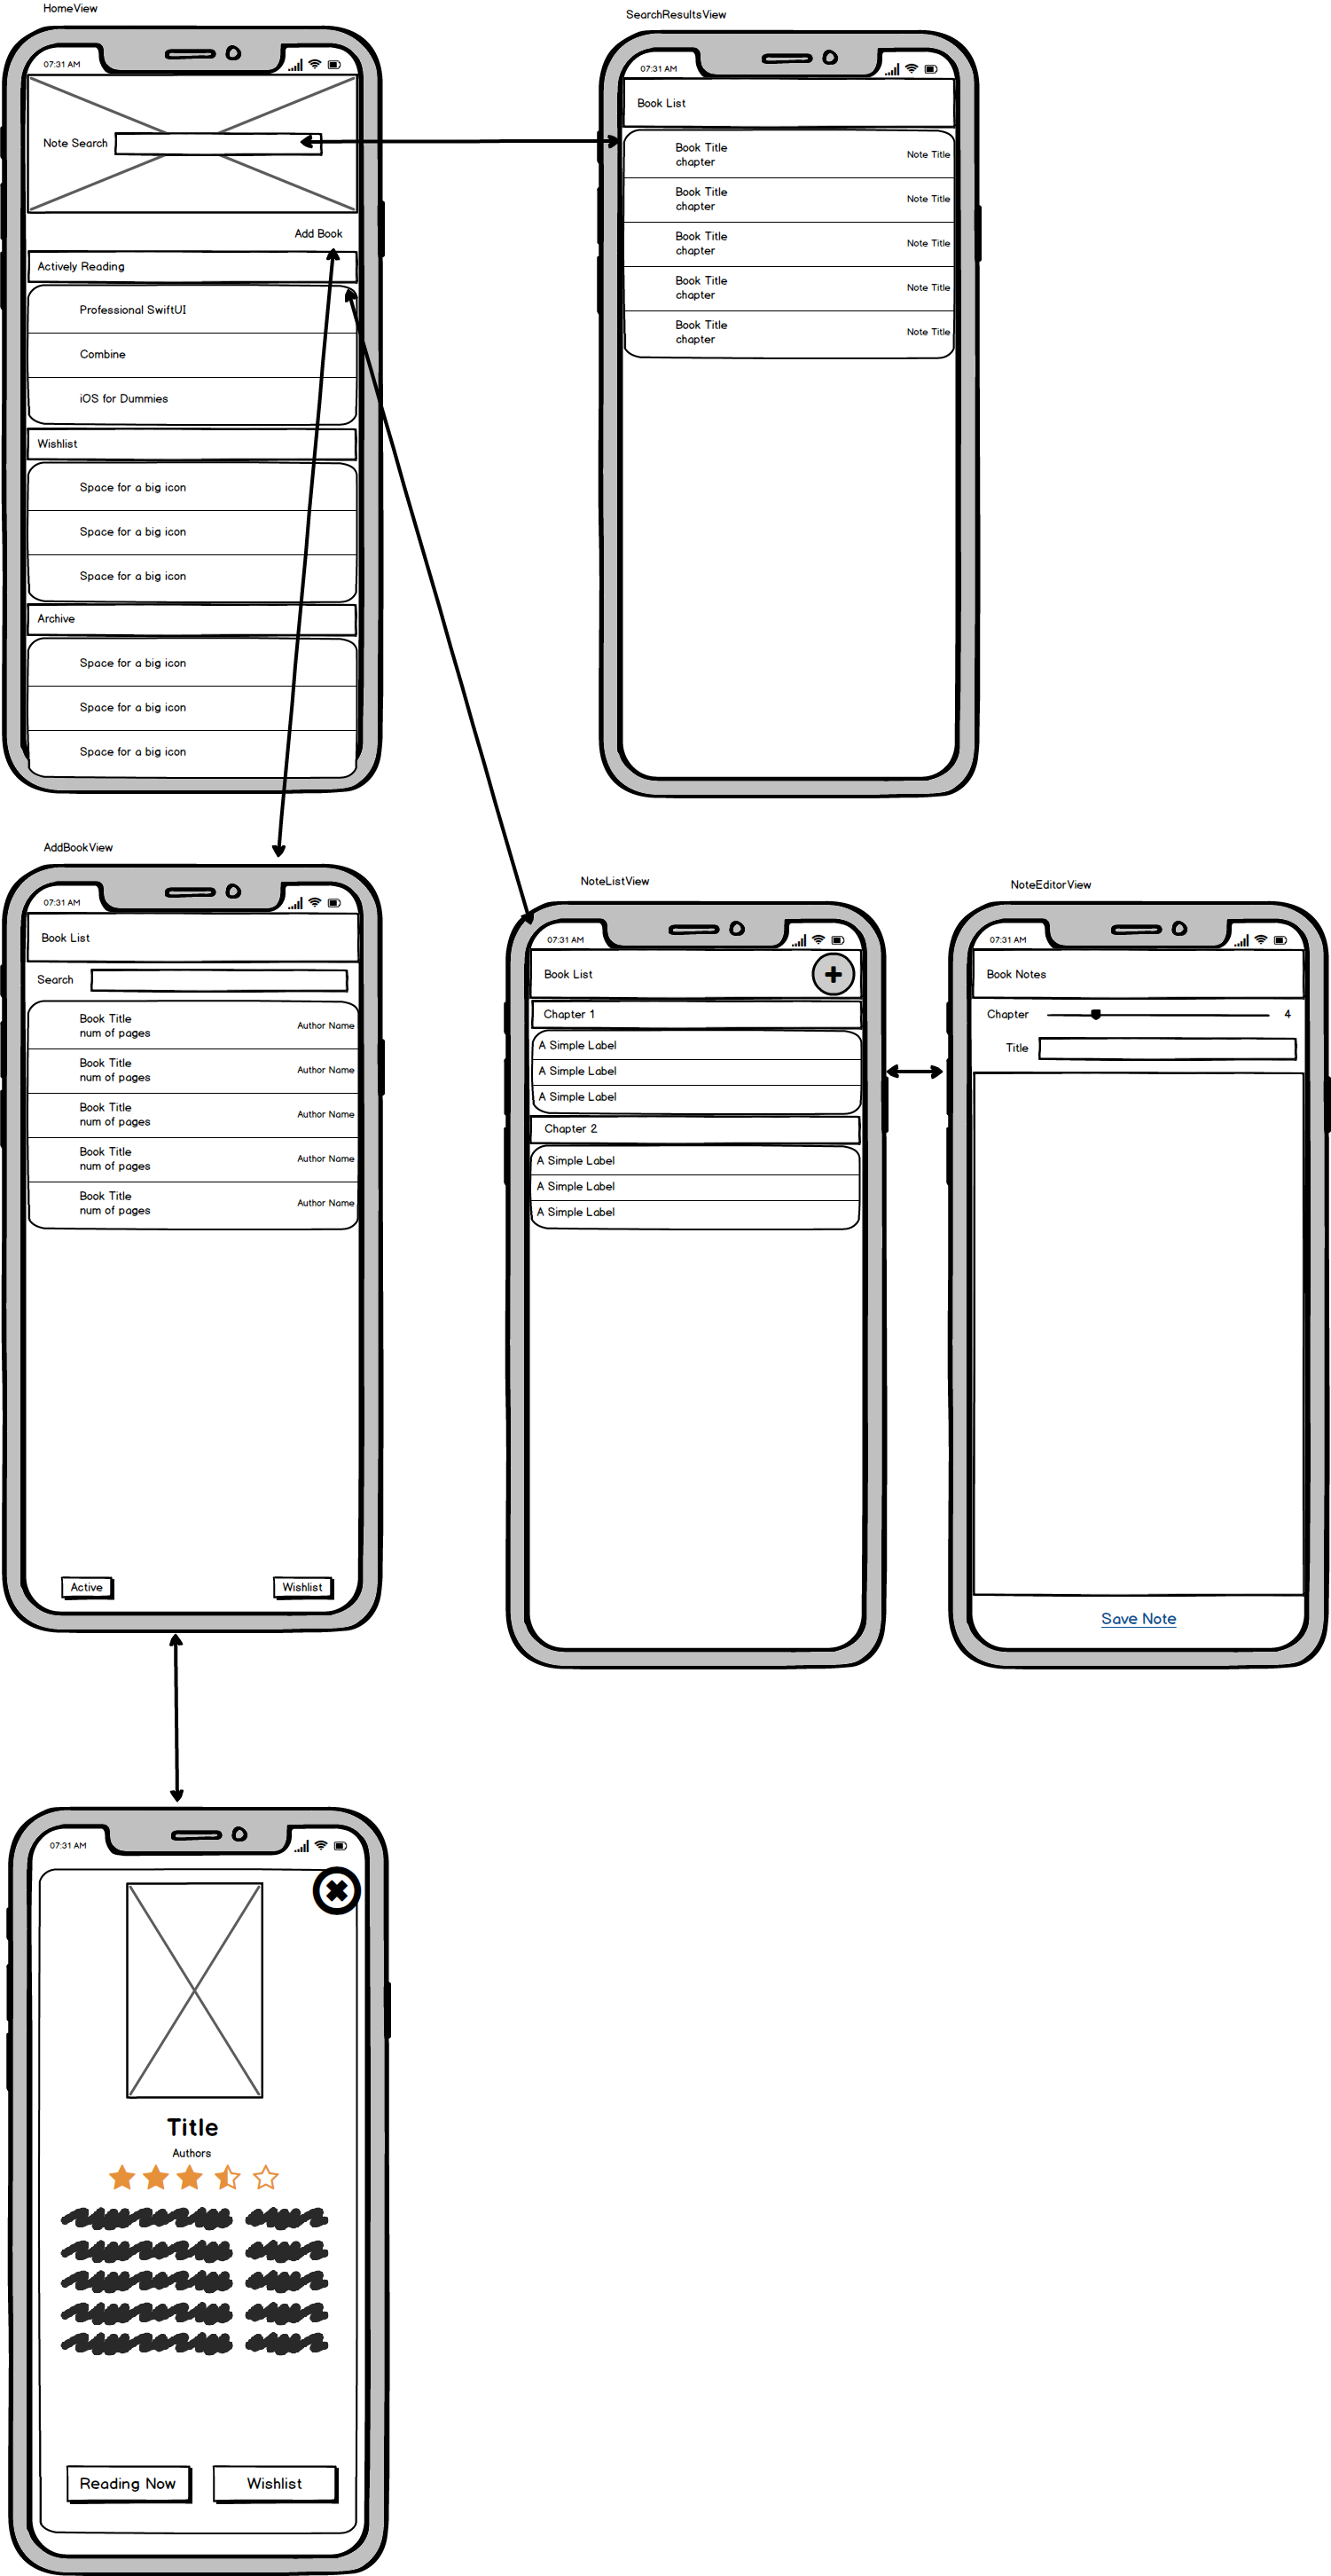 HomeView
07:31 AM
Note Search
Add Book
Actively Reading
Professional SwiftUI
Combine
iOS for Dummies
Wishlist
Space for a big icon
Space for a big icon
Space for a big icon
Archive
Space for a big icon
Space for a big icon
Space for a big icon
SearchResultsView
07:31 AM
Book List
Book Title
chapter
Note Title
Book Title
chapter
Note Title
Book Title
chapter
Note Title
Book Title
chapter
Note Title
Book Title
chapter
Note Title
AddBookView
07:31 AM
Book List
Search
Book Title
num of pages
Author Name
Book Title
num of pages
Author Name
Book Title
num of pages
Author Name
Book Title
num of pages
Author Name
Book Title
num of pages
Author Name
Active
Wishlist
NoteListView
07:31 AM
Book List
Chapter 1
A Simple Label
A Simple Label
A Simple Label
Chapter 2
A Simple Label
A Simple Label
A Simple Label
NoteEditorView
07:31 AM
Book Notes
Chapter 4
Title
Save Note
07:31 AM
Title
Authors
Reading Now
Wishlist